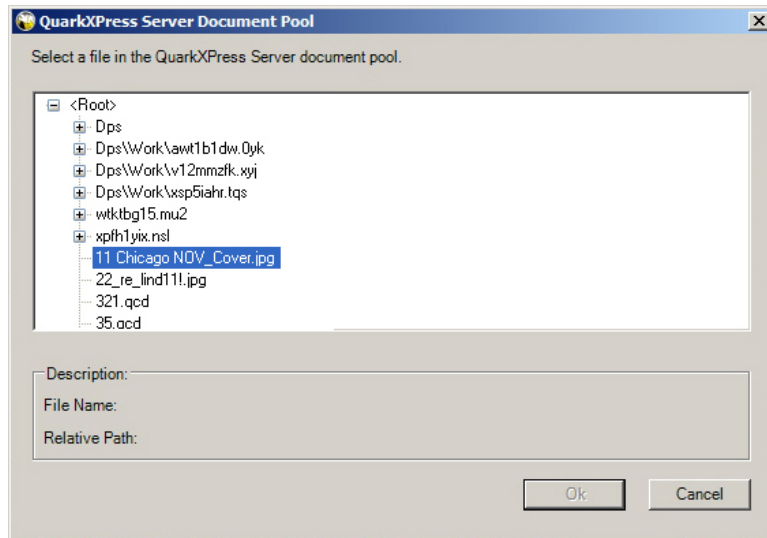 QuarkXPress Server Document Pool
Select a file in the QuarkXPress Server document pool.
<Root>
Dps
Dps\Work\awt1b1dw.0yk
Dps\Work\v12mmzfk.xyj
Dps\Work\xsp5iahr.tqs
wtktbg15.mu2
xpfh1yix.nsl
11 Chicago NOV_Cover.jpg
22_re_lind11!.jpg
321.qcd
35.qcd
Description:
File Name:
Relative Path:
Ok
Cancel